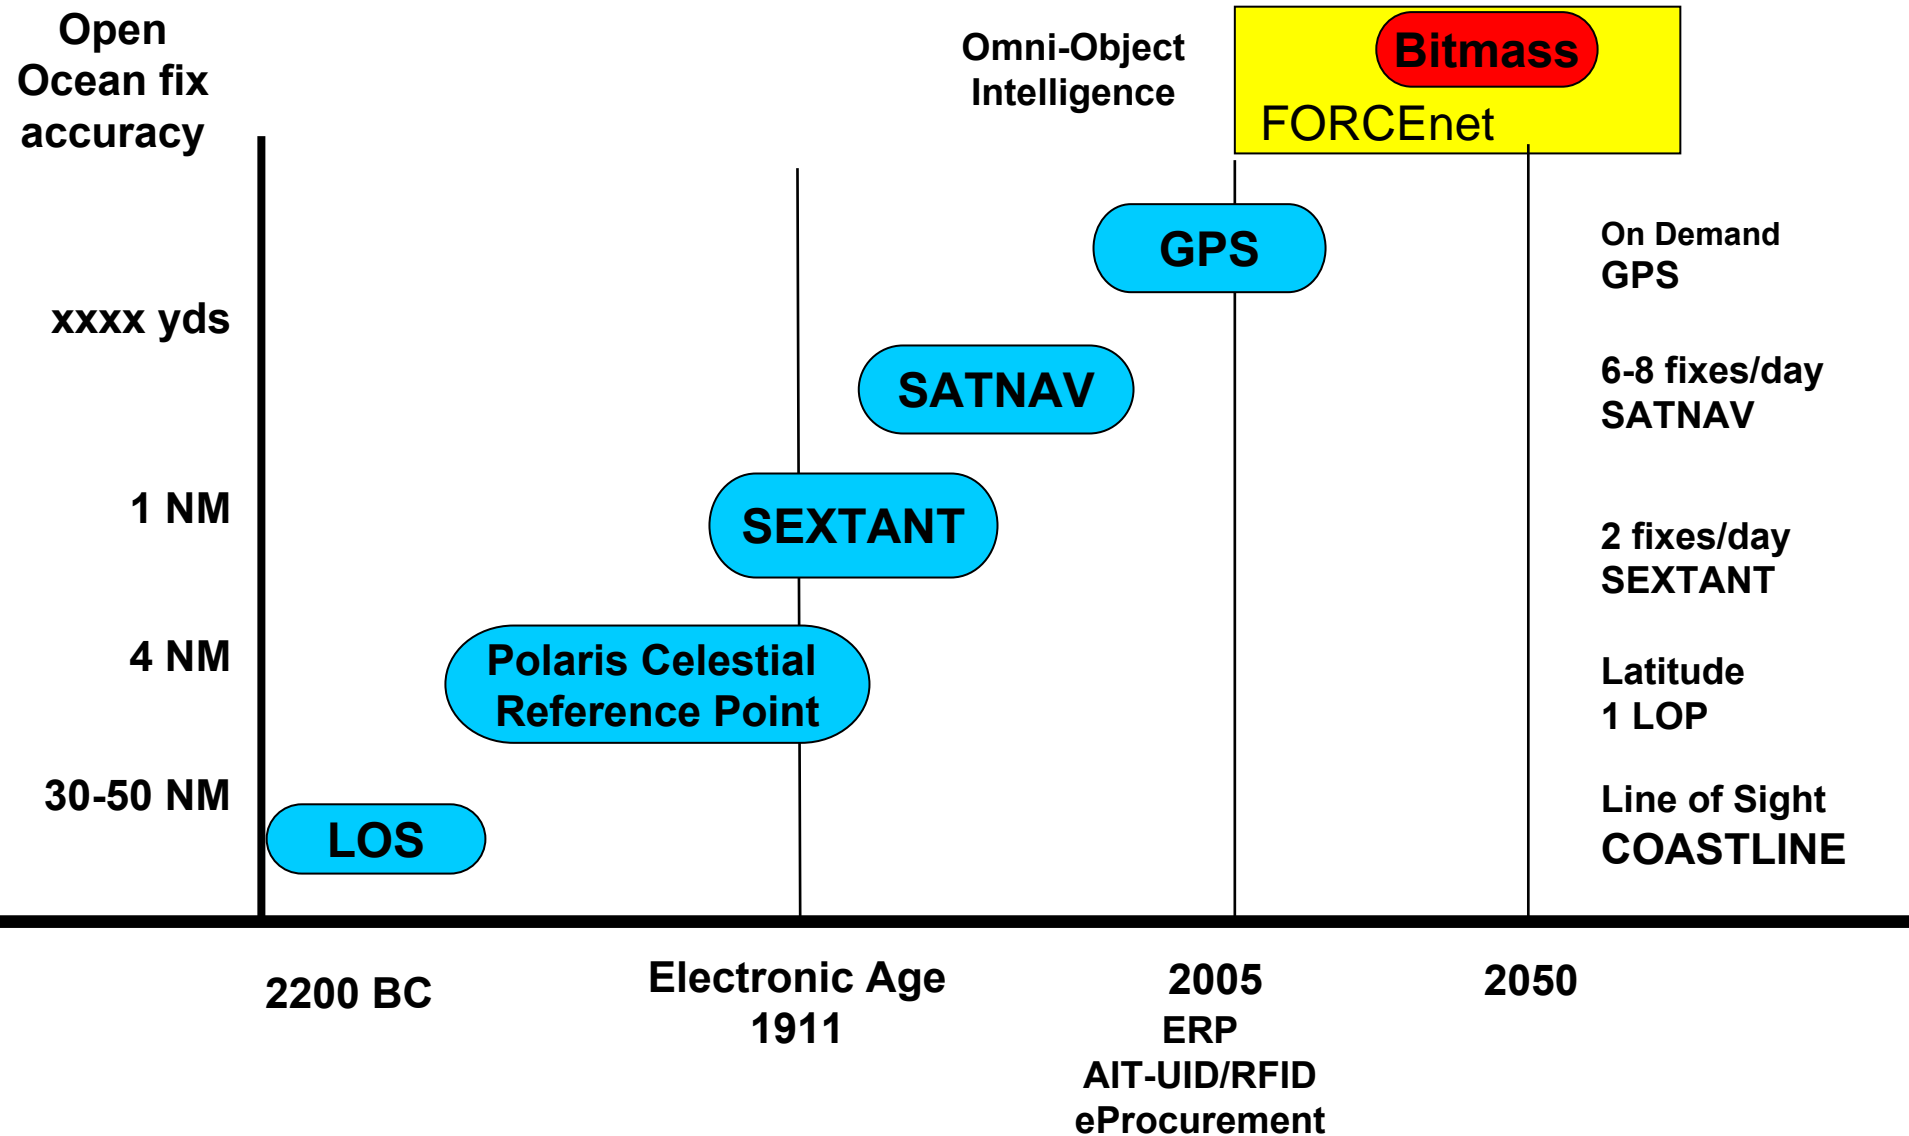 Open
Ocean fix
accuracy
Omni-Object
Intelligence
Bitmass
FORCEnet
GPS
On Demand
GPS
xxxx yds
SATNAV
6-8 fixes/day
SATNAV
1 NM
SEXTANT
2 fixes/day
SEXTANT
4 NM
Polaris Celestial
Reference Point
Latitude
1 LOP
30-50 NM
LOS
Line of Sight
COASTLINE
2200 BC
Electronic Age
1911
2005
ERP
AIT-UID/RFID
eProcurement
2050